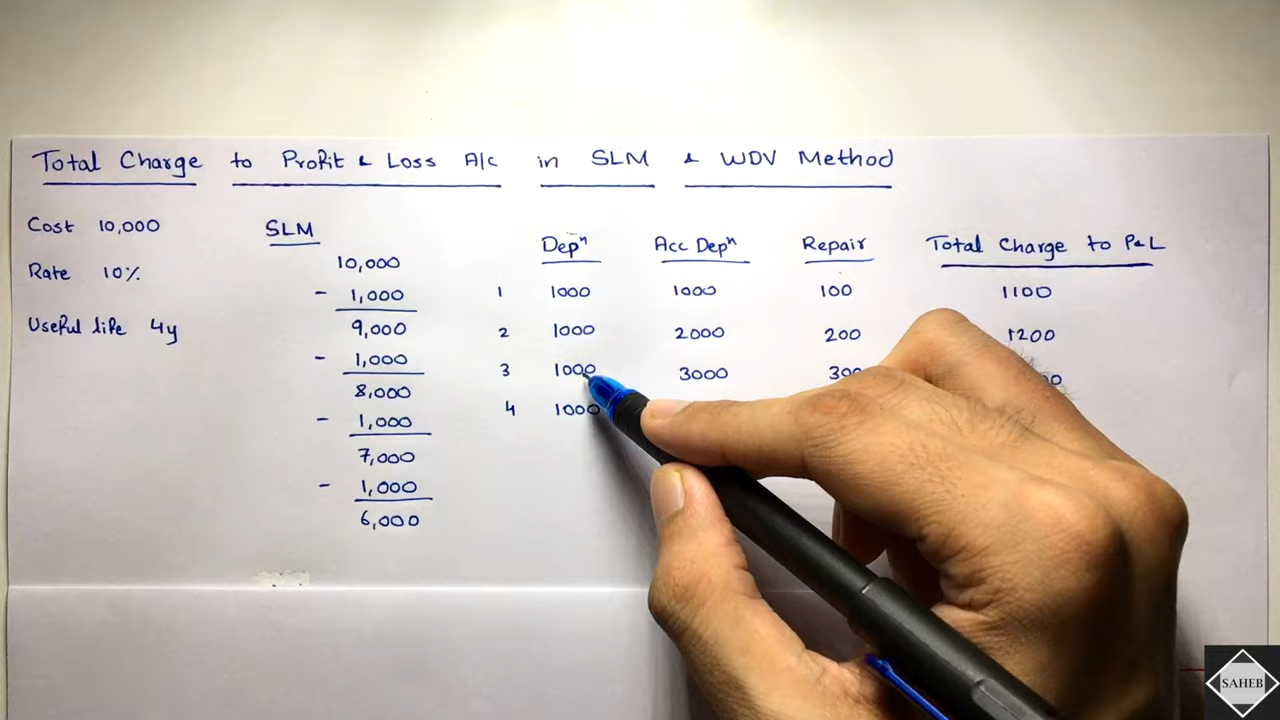 Total Charge to Profit & Loss A/c in SLM & WDV Method
Cost 10,000
Rate 10%
Useful life 4y
SLM
10,000
- 1,000
9,000
- 1,000
8,000
- 1,000
7,000
- 1,000
6,000
Depⁿ Acc Depⁿ Repair Total Charge to P&L
1 1000 1000 100 1100
2 1000 2000 200 1200
3 1000 3000
4 1000
SAHEB